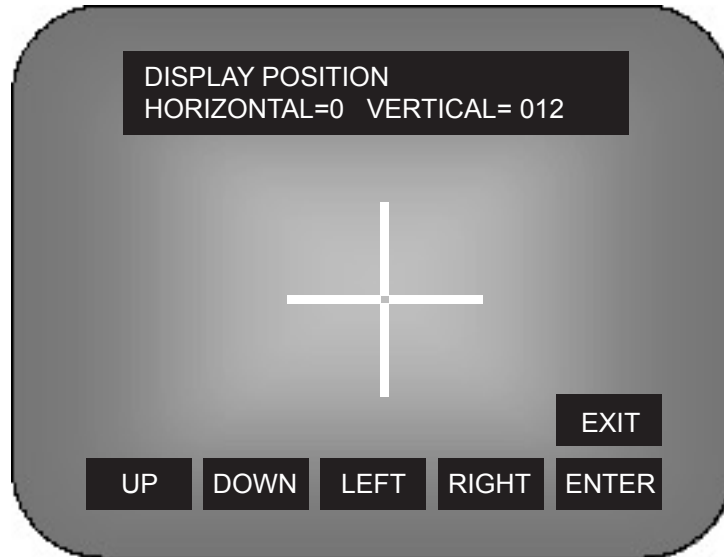 DISPLAY POSITION
HORIZONTAL=0 VERTICAL= 012
EXIT
UP DOWN LEFT RIGHT ENTER